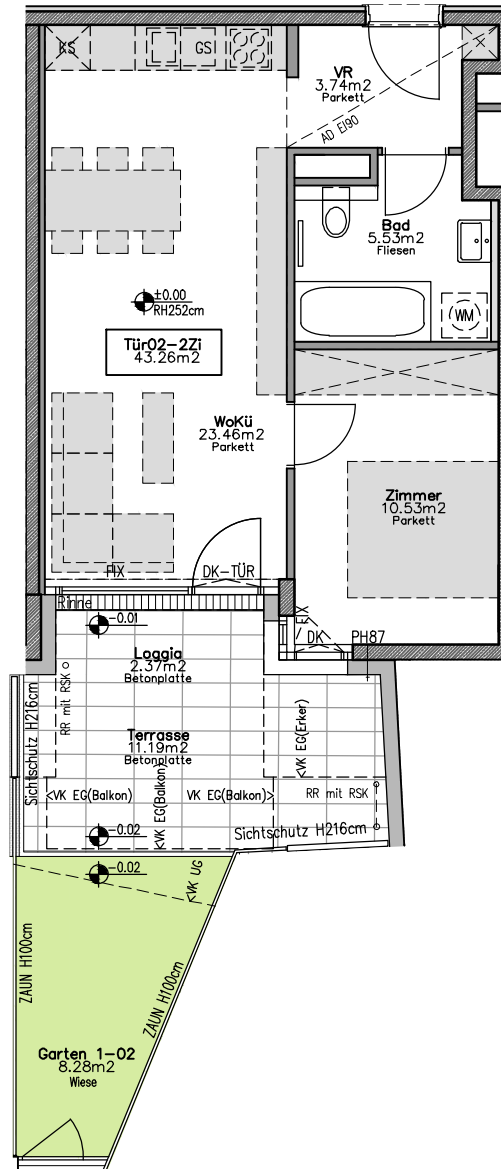 KS
GS
VR
3.74m2
Parkett
AD EI90
Bad
5.53m2
Fliesen
WM
±0.00
RH252cm
Tür02-2Zi
43.26m2
WoKü
23.46m2
Parkett
Zimmer
10.53m2
Parkett
FIX
DK-TÜR
Rinne
-0.01
FIX
DK
PH87
Loggia
2.37m2
Betonplatte
RR mit RSK
Sichtschutz H216cm
Terrasse
11.19m2
Betonplatte
<VK EG(Erker)
<VK EG(Balkon)
<VK EG(Balkon)
VK EG(Balkon)>
RR mit RSK
-0.02
Sichtschutz H216cm
-0.02
<VK UG
ZAUN H100cm
ZAUN H100cm
Garten 1-02
8.28m2
Wiese